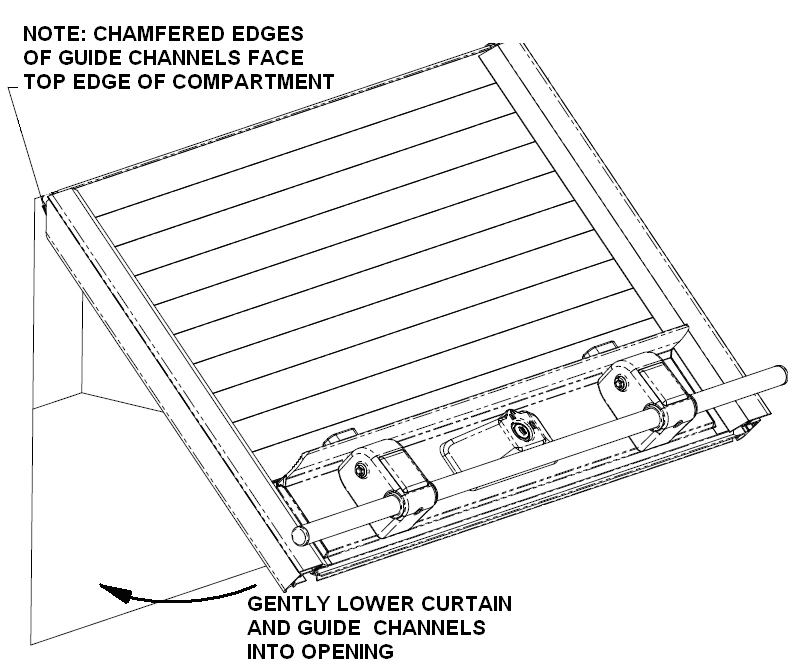 NOTE: CHAMFERED EDGES
OF GUIDE CHANNELS FACE
TOP EDGE OF COMPARTMENT
GENTLY LOWER CURTAIN
AND GUIDE CHANNELS
INTO OPENING